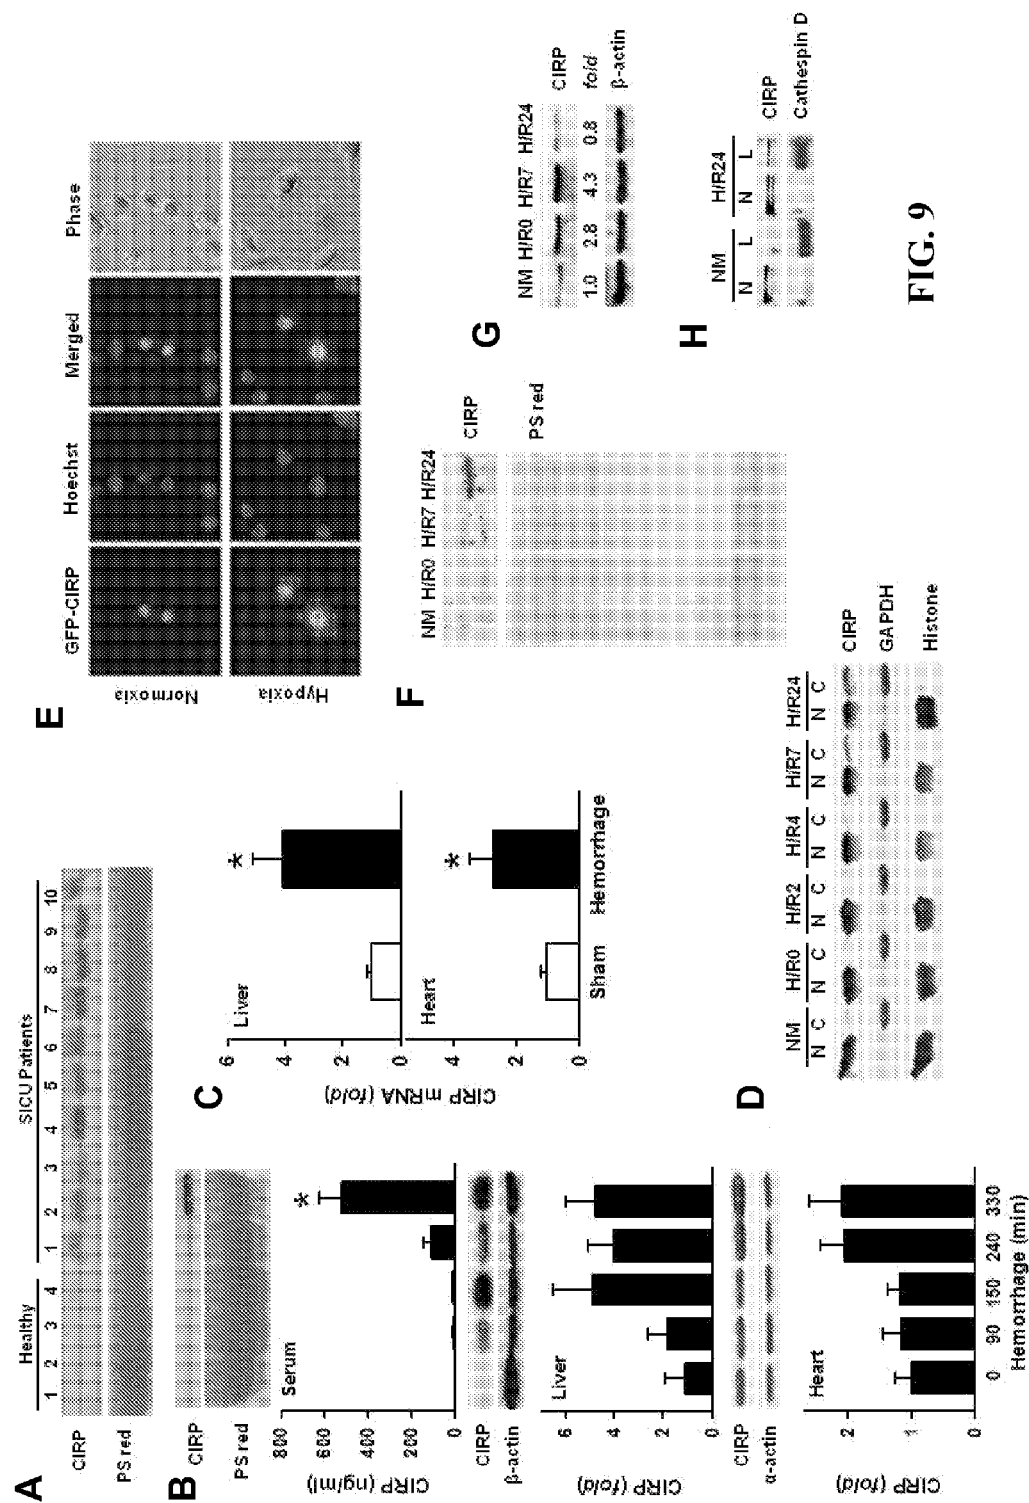 A
Healthy
SICU Patients
1 2 3 4 1 2 3 4 5 6 7 8 9 10
CIRP
PS red
B
CIRP
PS red
Serum
800
600
400
200
0
CIRP (ng/ml)
*
CIRP
β-actin
Liver
6
4
2
0
CIRP (fold)
CIRP
α-actin
Heart
2
1
0
CIRP (fold)
0 90 150 240 330
Hemorrhage (min)
C
Liver
6
4
2
0
*
Heart
4
2
0
*
CIRP mRNA (fold)
Sham Hemorrhage
D
NM H/R0 H/R2 H/R4 H/R7 H/R24
N C N C N C N C N C N C
CIRP
GAPDH
Histone
E
GFP-CIRP Hoechst Merged Phase
Normoxia
Hypoxia
F
NM H/R0 H/R7 H/R24
CIRP
PS red
G
NM H/R0 H/R7 H/R24
CIRP
1.0 2.8 4.3 0.8 fold
β-actin
H
NM H/R24
N L N L
CIRP
Cathespin D
FIG. 9